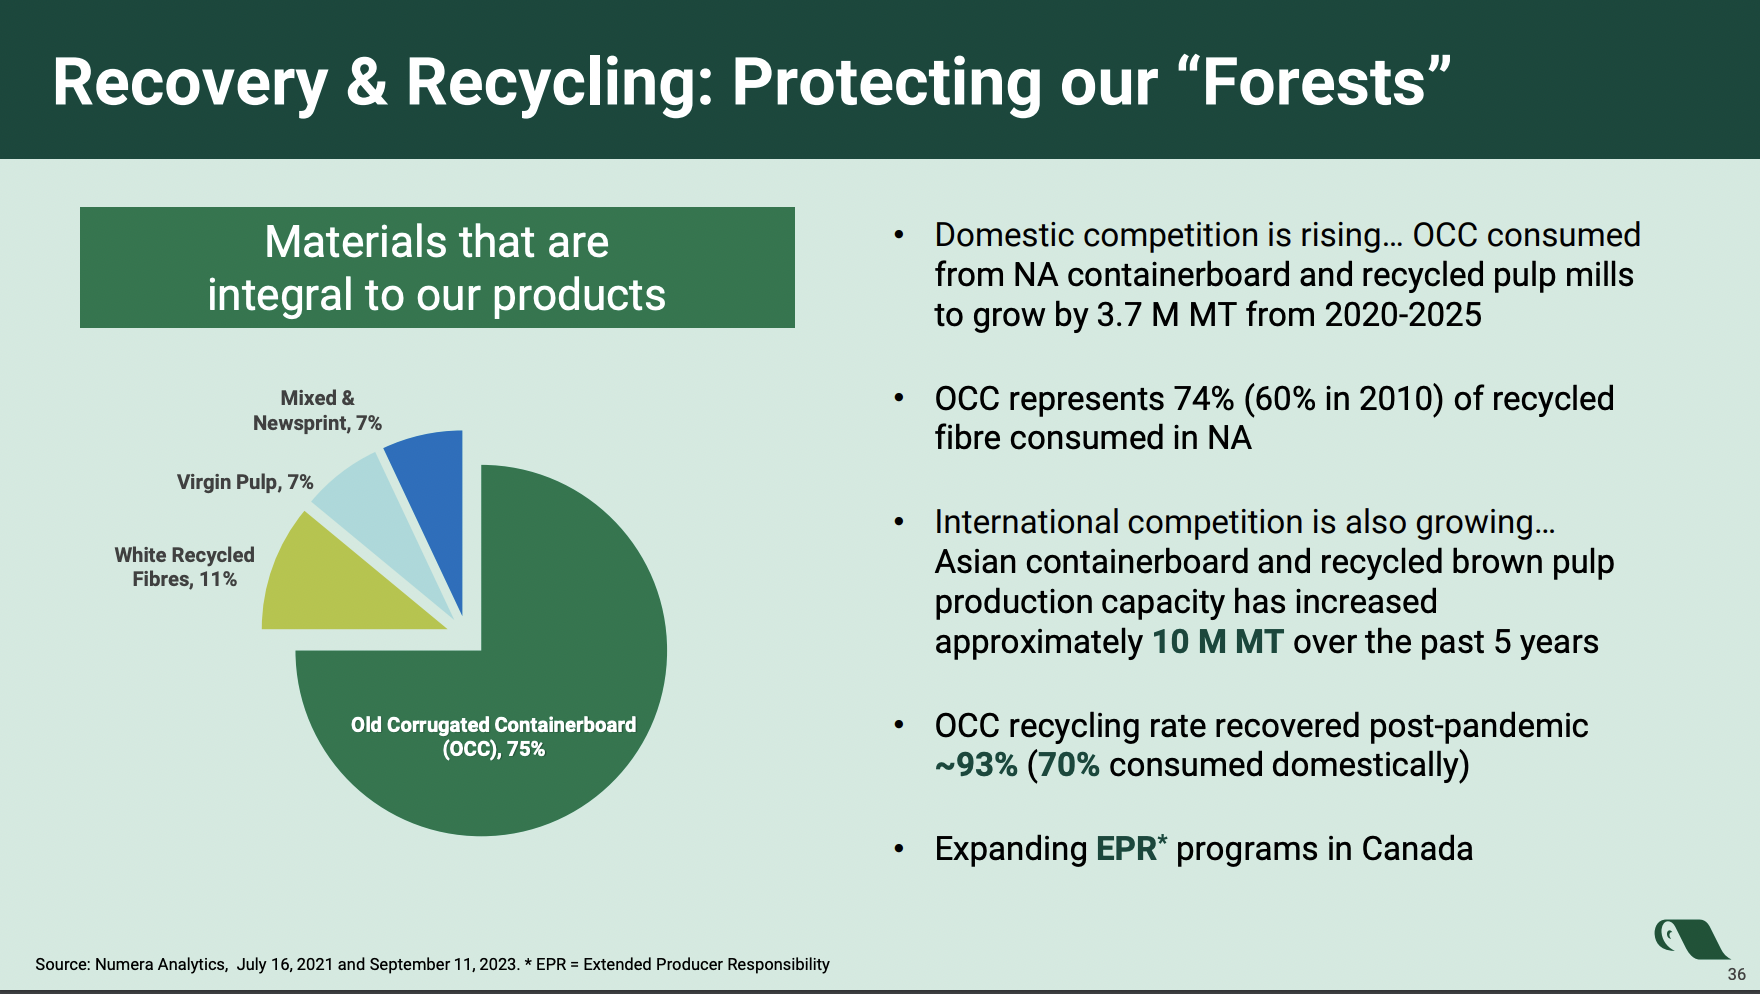 Recovery & Recycling: Protecting our “Forests”
Materials that are
integral to our products
Mixed &
Newsprint, 7%
Virgin Pulp, 7%
White Recycled
Fibres, 11%
Old Corrugated Containerboard
(OCC), 75%
• Domestic competition is rising… OCC consumed
from NA containerboard and recycled pulp mills
to grow by 3.7 M MT from 2020-2025
• OCC represents 74% (60% in 2010) of recycled
fibre consumed in NA
• International competition is also growing…
Asian containerboard and recycled brown pulp
production capacity has increased
approximately 10 M MT over the past 5 years
• OCC recycling rate recovered post-pandemic
~93% (70% consumed domestically)
• Expanding EPR* programs in Canada
Source: Numera Analytics, July 16, 2021 and September 11, 2023. * EPR = Extended Producer Responsibility
36